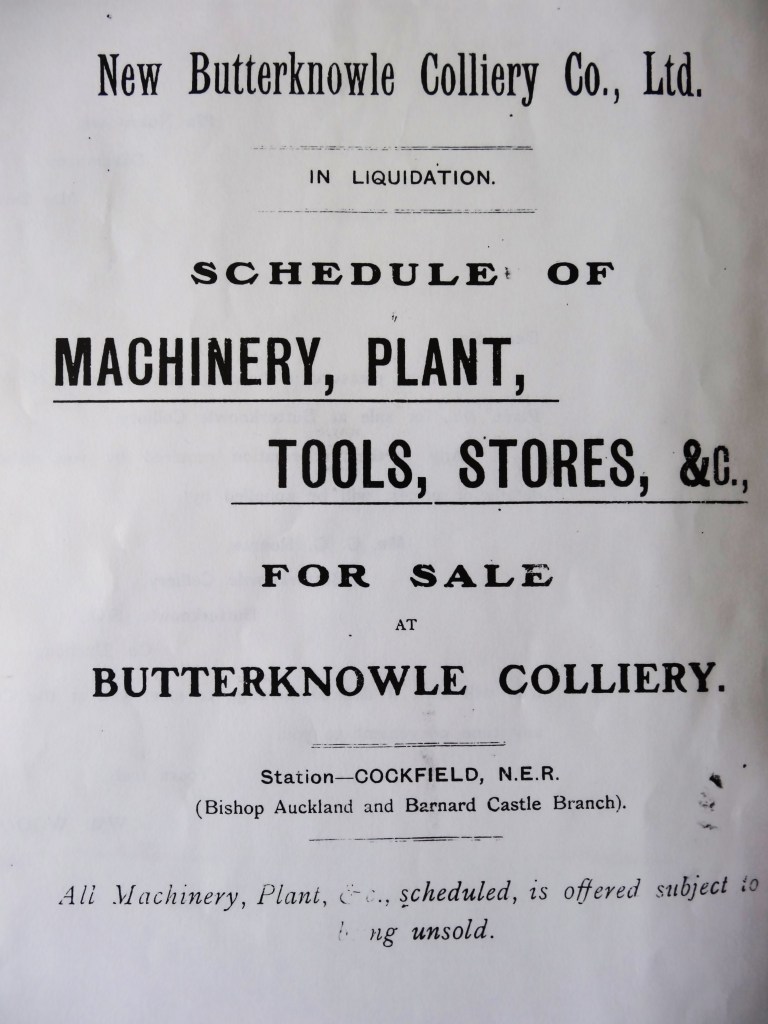 New Butterknowle Colliery Co., Ltd.
IN LIQUIDATION.
SCHEDULE OF
MACHINERY, PLANT,
TOOLS, STORES, &C.,
FOR SALE
AT
BUTTERKNOWLE COLLIERY.
Station—COCKFIELD, N.E.R.
(Bishop Auckland and Barnard Castle Branch).
All Machinery, Plant, &c., scheduled, is offered subject to
unsold.